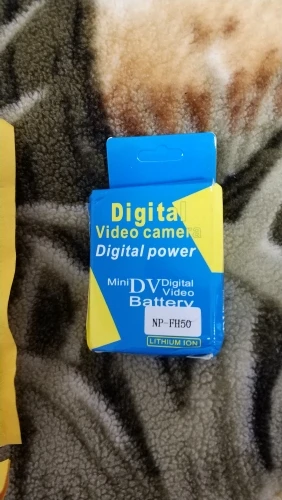 Digital
Video camera
Digital power
Mini DV Digital
Video
Battery
NP-FH50
LITHIUM ION